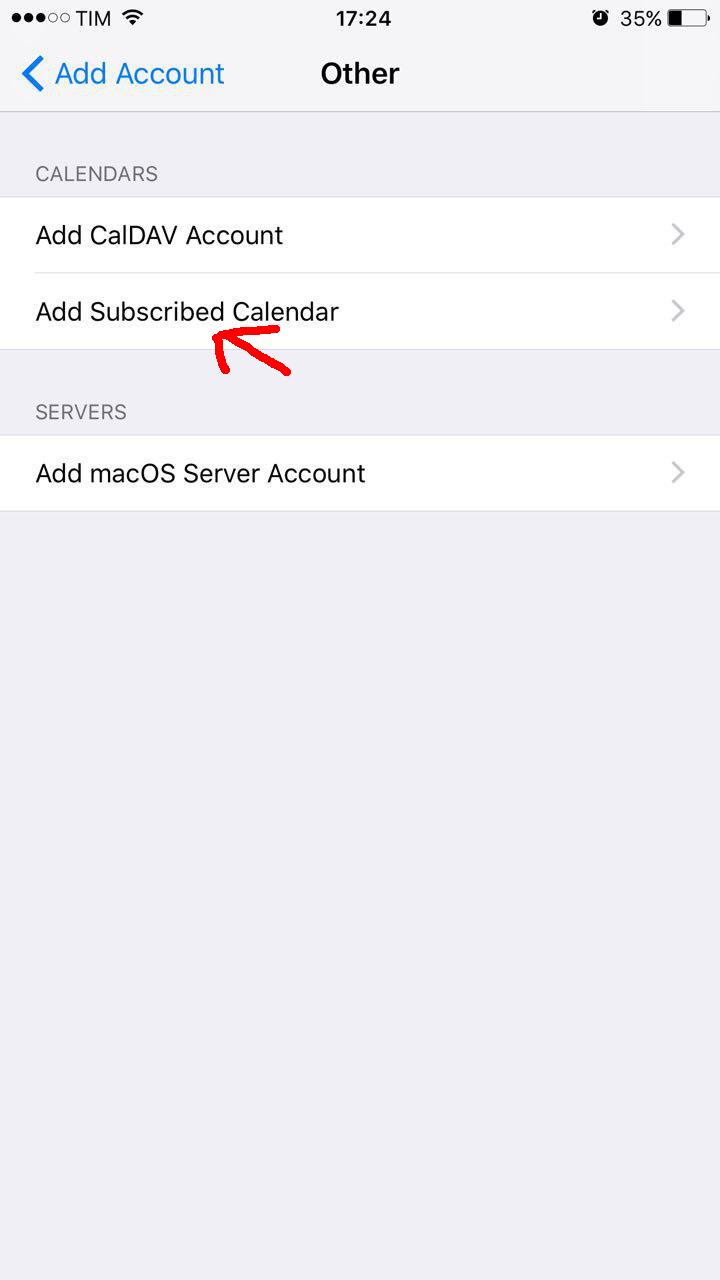 TIM 17:24 35%
Add Account Other
CALENDARS
Add CalDAV Account
Add Subscribed Calendar
SERVERS
Add macOS Server Account